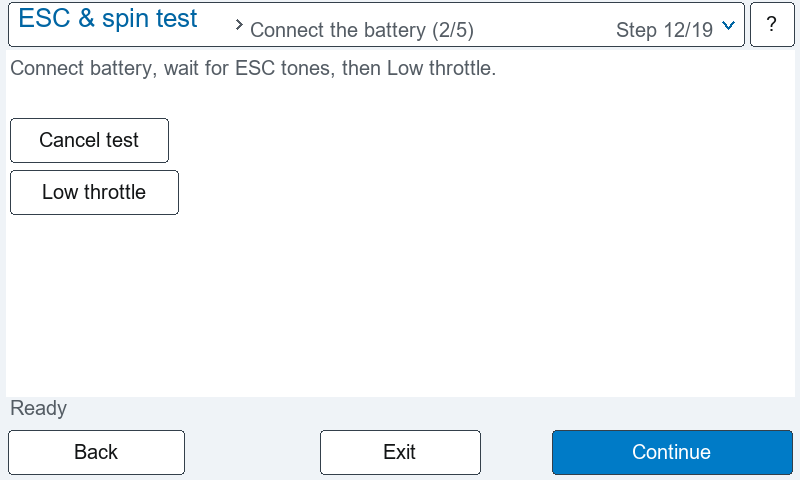 ESC & spin test
> Connect the battery (2/5)
Step 12/19
?
Connect battery, wait for ESC tones, then Low throttle.
Cancel test
Low throttle
Ready
Back
Exit
Continue